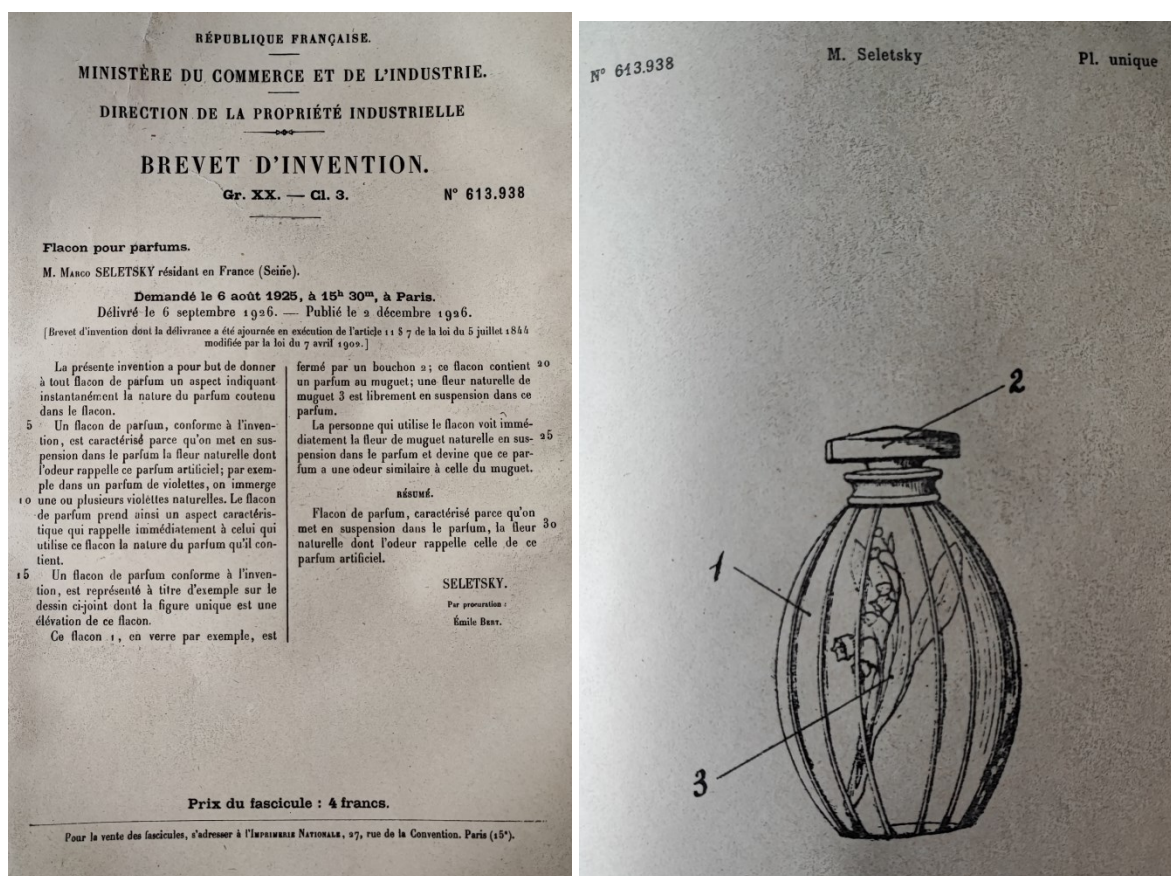 RÉPUBLIQUE FRANÇAISE.
MINISTÈRE DU COMMERCE ET DE L'INDUSTRIE.
DIRECTION DE LA PROPRIÉTÉ INDUSTRIELLE
BREVET D'INVENTION.
Gr. XX. — Cl. 3.
N° 613.938
Flacon pour parfums.
M. Marco SELETSKY résidant en France (Seine).
Demandé le 6 août 1925, à 15h 30m, à Paris.
Délivré le 6 septembre 1926. — Publié le 2 décembre 1926.
[Brevet d'invention dont la délivrance a été ajournée en exécution de l'article 11 § 7 de la loi du 5 juillet 1844
modifiée par la loi du 7 avril 1902.]
La présente invention a pour but de donner
à tout flacon de parfum un aspect indiquant
instantanément la nature du parfum contenu
dans le flacon.
5 Un flacon de parfum, conforme à l'inven-
tion, est caractérisé parce qu'on met en sus-
pension dans le parfum la fleur naturelle dont
l'odeur rappelle ce parfum artificiel; par exem-
ple dans un parfum de violettes, on immerge
10 une ou plusieurs violettes naturelles. Le flacon
de parfum prend ainsi un aspect caractéris-
tique qui rappelle immédiatement à celui qui
utilise ce flacon la nature du parfum qu'il con-
tient.
15 Un flacon de parfum conforme à l'inven-
tion, est représenté à titre d'exemple sur le
dessin ci-joint dont la figure unique est une
élévation de ce flacon.
Ce flacon 1, en verre par exemple, est
fermé par un bouchon 2; ce flacon contient 20
un parfum au muguet; une fleur naturelle de
muguet 3 est librement en suspension dans ce
parfum.
La personne qui utilise le flacon voit immé-
diatement la fleur de muguet naturelle en sus- 25
pension dans le parfum et devine que ce par-
fum a une odeur similaire à celle du muguet.
RÉSUMÉ.
Flacon de parfum, caractérisé parce qu'on
met en suspension dans le parfum, la fleur 30
naturelle dont l'odeur rappelle celle de ce
parfum artificiel.
SELETSKY.
Par procuration :
Émile Bert.
Prix du fascicule : 4 francs.
Pour la vente des fascicules, s'adresser à l'Imprimerie Nationale, 27, rue de la Convention. Paris (15e).
N° 613.938
M. Seletsky
Pl. unique
2
1
3